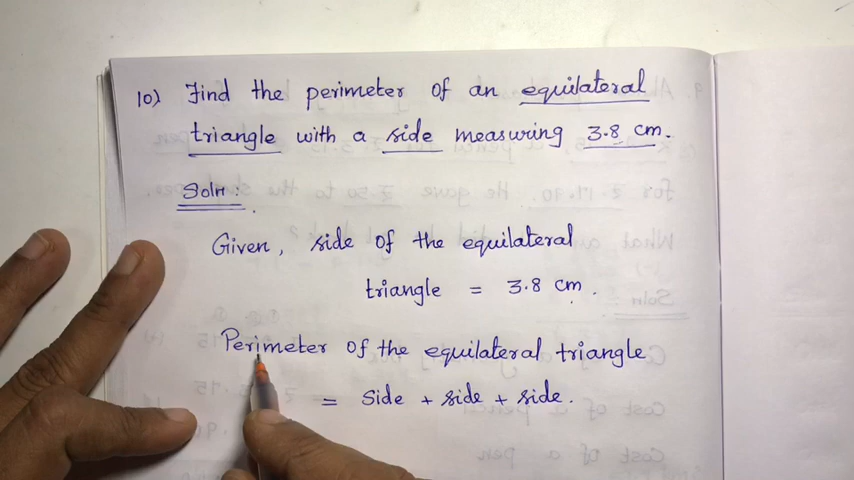 10) Find the perimeter of an equilateral
triangle with a side measuring 3.8 cm.
Soln:
Given, side of the equilateral
triangle = 3.8 cm.
Perimeter of the equilateral triangle
= Side + side + side.